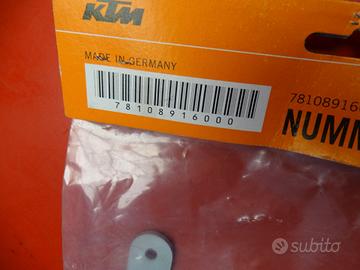 KTM
MADE IN GERMANY
78108916000
78108916
NUMM
subito